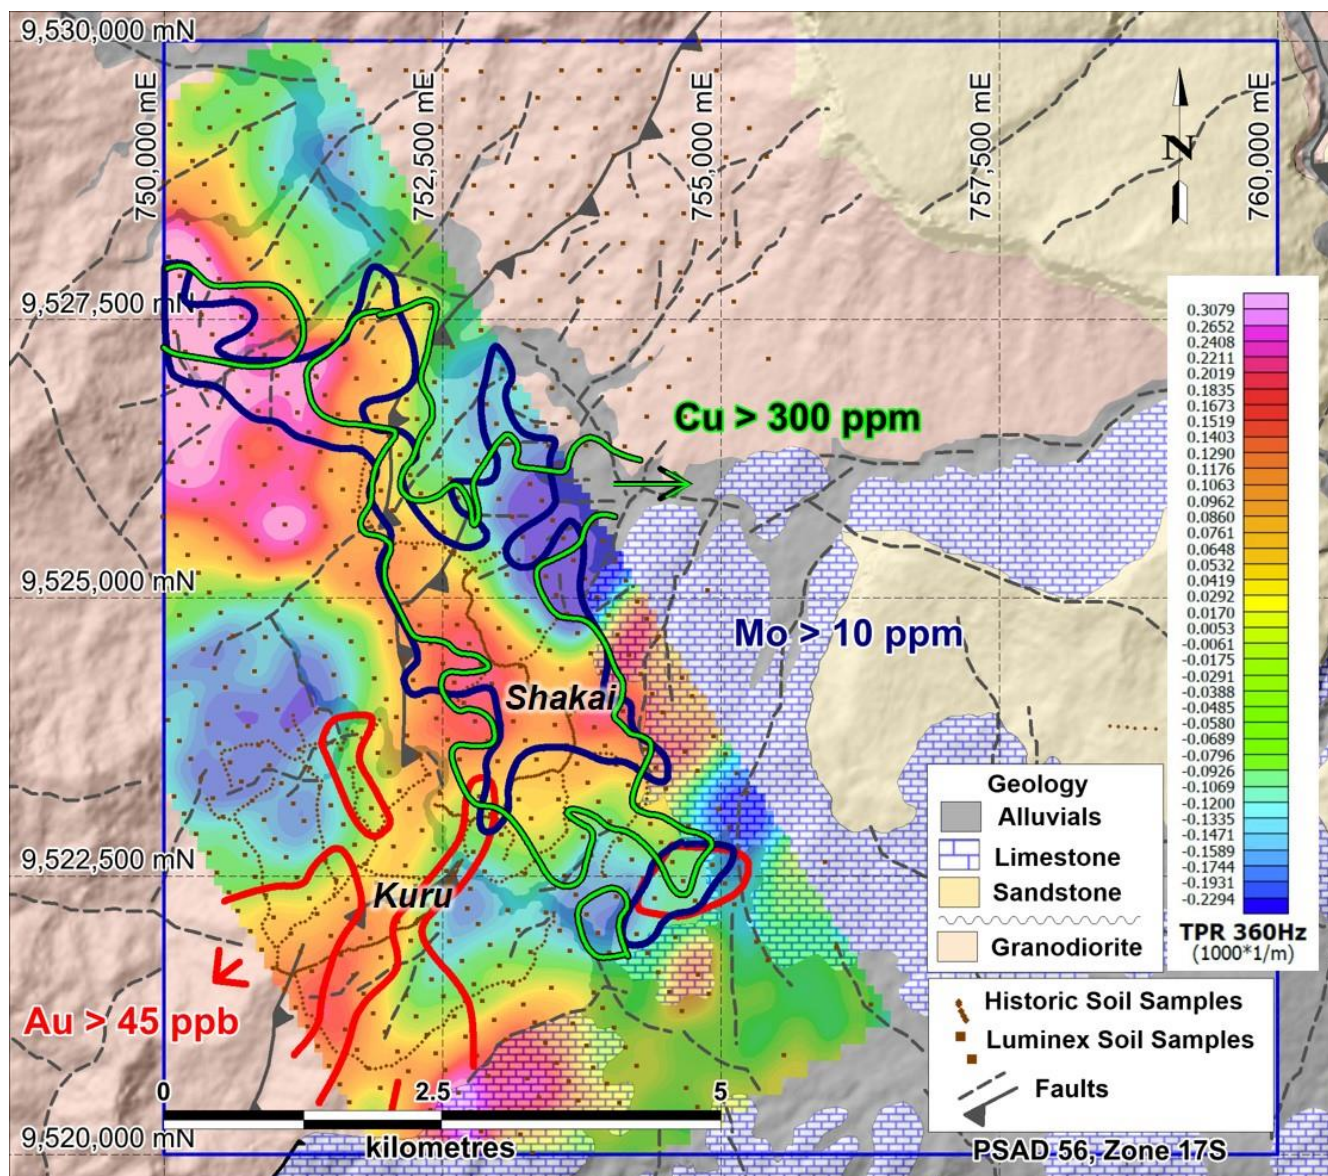 9,530,000 mN
750,000 mE
752,500 mE
755,000 mE
757,500 mE
760,000 mE
N
9,527,500 mN
Cu > 300 ppm
9,525,000 mN
Mo > 10 ppm
Shakai
9,522,500 mN
Kuru
Au > 45 ppb
0.3079
0.2652
0.2408
0.2211
0.2019
0.1835
0.1673
0.1519
0.1403
0.1290
0.1176
0.1063
0.0962
0.0860
0.0761
0.0648
0.0532
0.0419
0.0292
0.0170
0.0053
-0.0061
-0.0175
-0.0291
-0.0388
-0.0485
-0.0580
-0.0689
-0.0796
-0.0926
-0.1069
-0.1200
-0.1335
-0.1471
-0.1589
-0.1744
-0.1931
-0.2294
TPR 360Hz
(1000*1/m)
Geology
Alluvials
Limestone
Sandstone
Granodiorite
Historic Soil Samples
Luminex Soil Samples
Faults
0 2.5 5
kilometres
9,520,000 mN
PSAD 56, Zone 17S